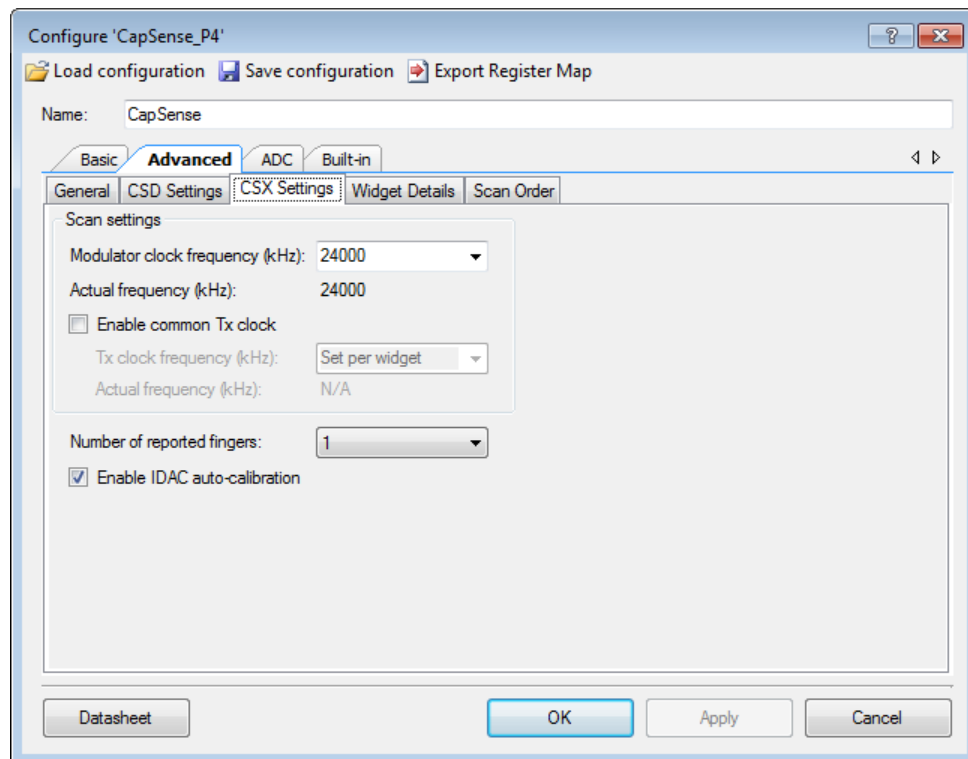 Configure 'CapSense_P4'
Load configuration Save configuration Export Register Map
Name: CapSense
Basic Advanced ADC Built-in
General CSD Settings CSX Settings Widget Details Scan Order
Scan settings
Modulator clock frequency (kHz): 24000
Actual frequency (kHz): 24000
Enable common Tx clock
Tx clock frequency (kHz): Set per widget
Actual frequency (kHz): N/A
Number of reported fingers: 1
Enable IDAC auto-calibration
Datasheet OK Apply Cancel